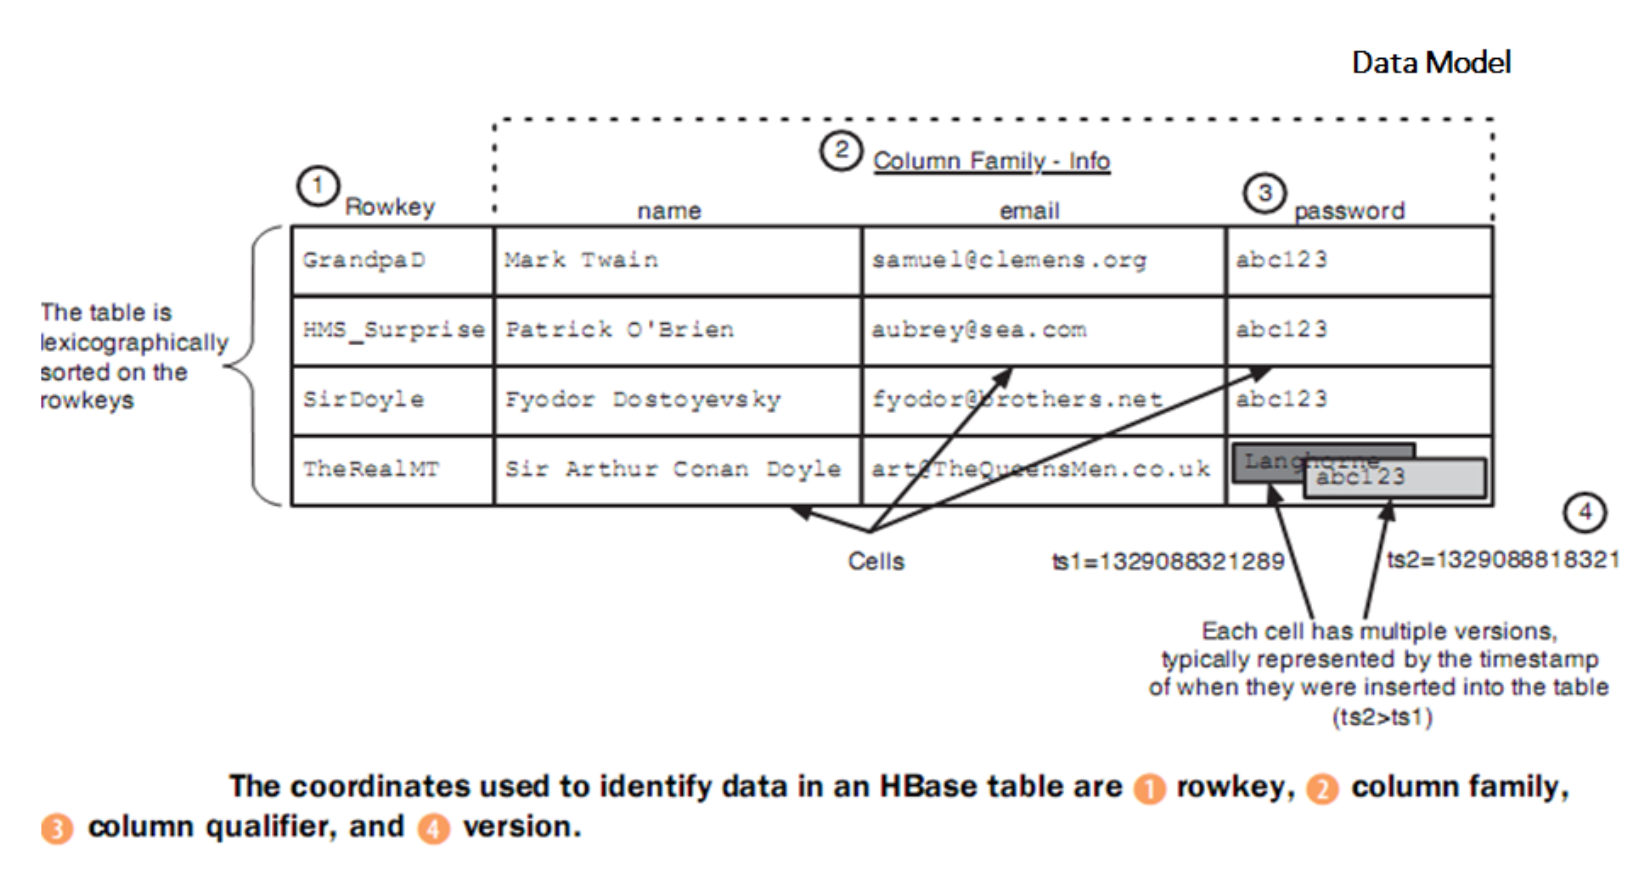 Data Model
2 Column Family - Info
1 Rowkey name email 3 password
GrandpaD Mark Twain samuel@clemens.org abc123
HMS_Surprise Patrick O'Brien aubrey@sea.com abc123
SirDoyle Fyodor Dostoyevsky fyodor@brothers.net abc123
TheRealMT Sir Arthur Conan Doyle art@TheQueensMen.co.uk Langhorne abc123
The table is
lexicographically
sorted on the
rowkeys
4
Cells ts1=1329088321289 ts2=1329088818321
Each cell has multiple versions,
typically represented by the timestamp
of when they were inserted into the table
(ts2>ts1)
The coordinates used to identify data in an HBase table are 1 rowkey, 2 column family,
3 column qualifier, and 4 version.